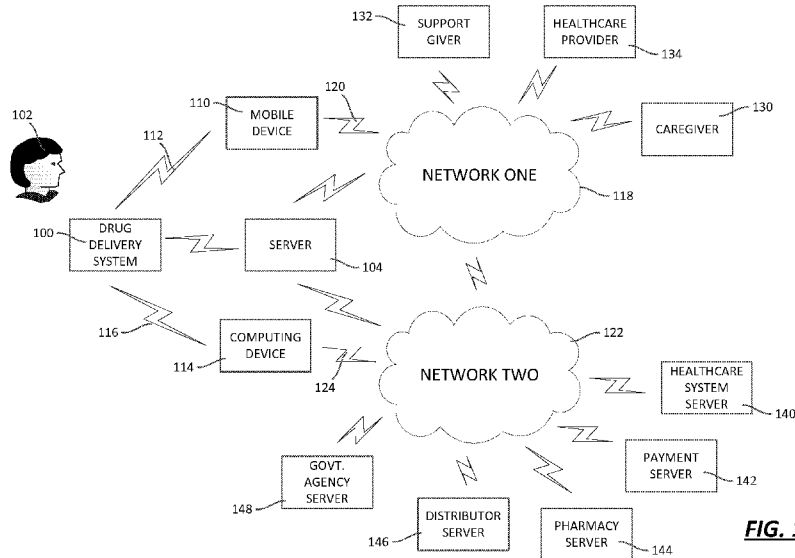 132
SUPPORT
GIVER
HEALTHCARE
PROVIDER
134
110
120
MOBILE
DEVICE
102
112
CAREGIVER
130
NETWORK ONE
118
100
DRUG
DELIVERY
SYSTEM
SERVER
104
116
COMPUTING
DEVICE
114
124
122
NETWORK TWO
HEALTHCARE
SYSTEM
SERVER
140
GOVT.
AGENCY
SERVER
148
PAYMENT
SERVER
142
DISTRIBUTOR
SERVER
146
PHARMACY
SERVER
144
FIG.